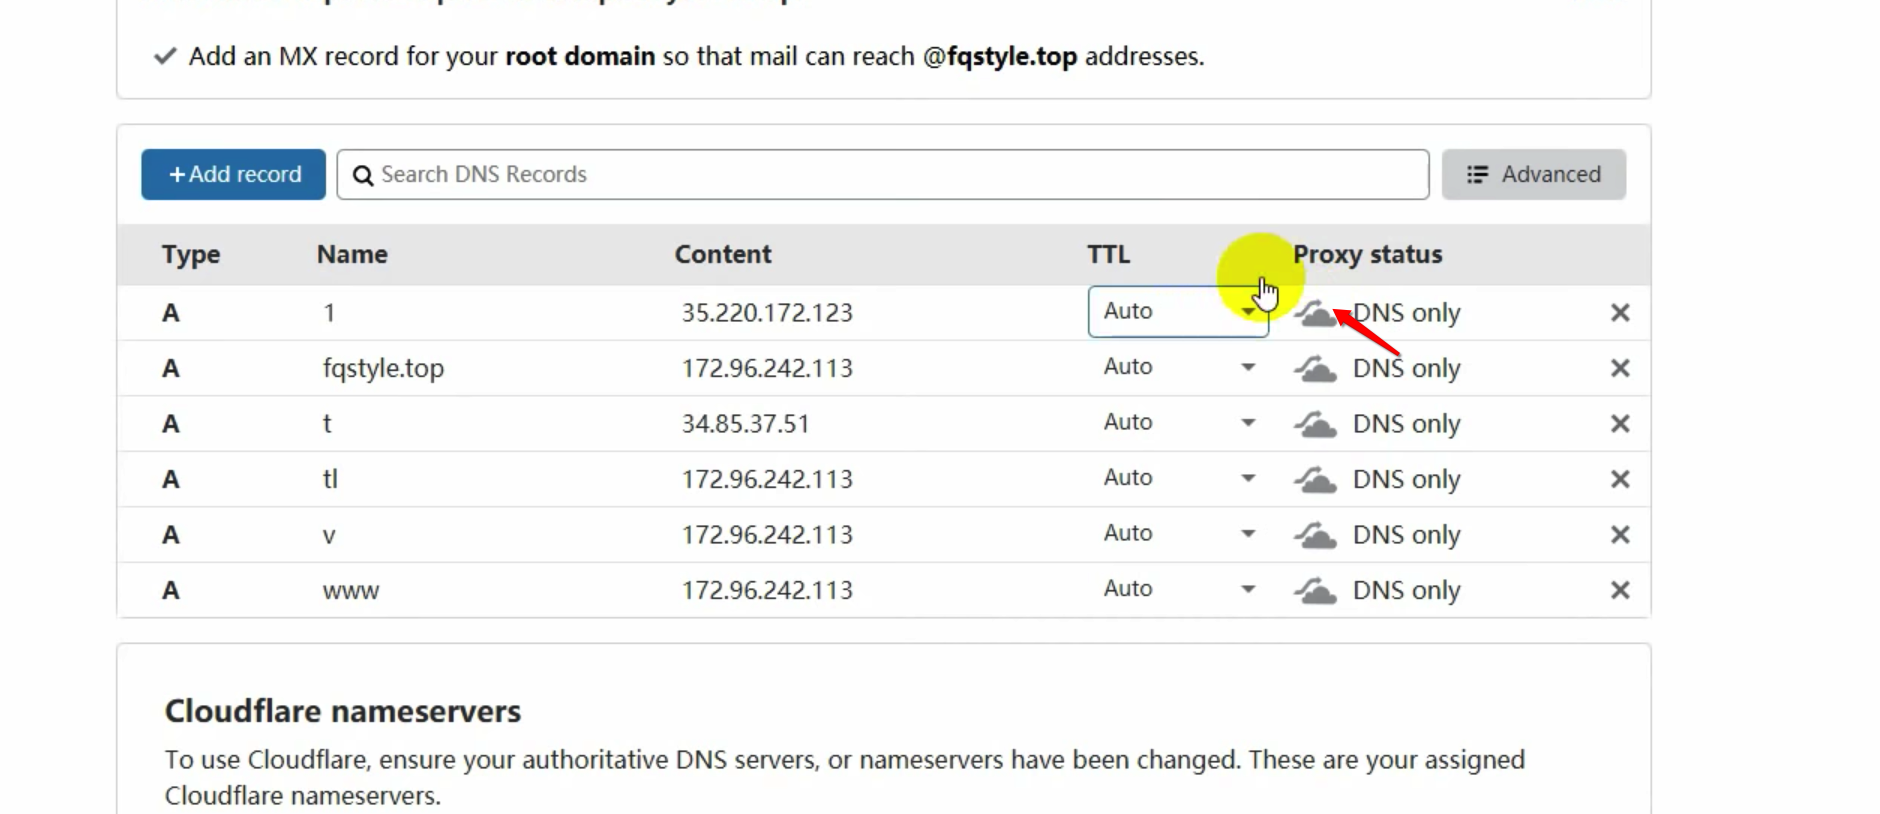 Add an MX record for your root domain so that mail can reach @fqstyle.top addresses.
+Add record
Search DNS Records
Advanced
Type Name Content TTL Proxy status
A 1 35.220.172.123 Auto DNS only
A fqstyle.top 172.96.242.113 Auto DNS only
A t 34.85.37.51 Auto DNS only
A tl 172.96.242.113 Auto DNS only
A v 172.96.242.113 Auto DNS only
A www 172.96.242.113 Auto DNS only
Cloudflare nameservers
To use Cloudflare, ensure your authoritative DNS servers, or nameservers have been changed. These are your assigned
Cloudflare nameservers.